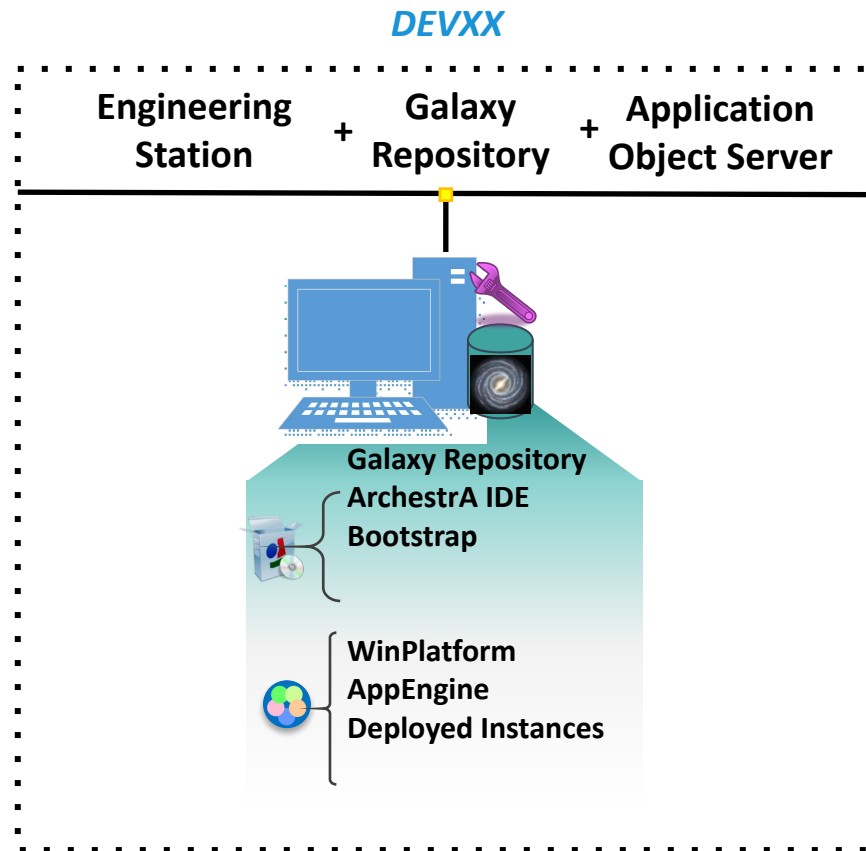 DEVXX
Engineering
Station
+
Galaxy
Repository
+
Application
Object Server
Galaxy Repository
ArchestrA IDE
Bootstrap
WinPlatform
AppEngine
Deployed Instances